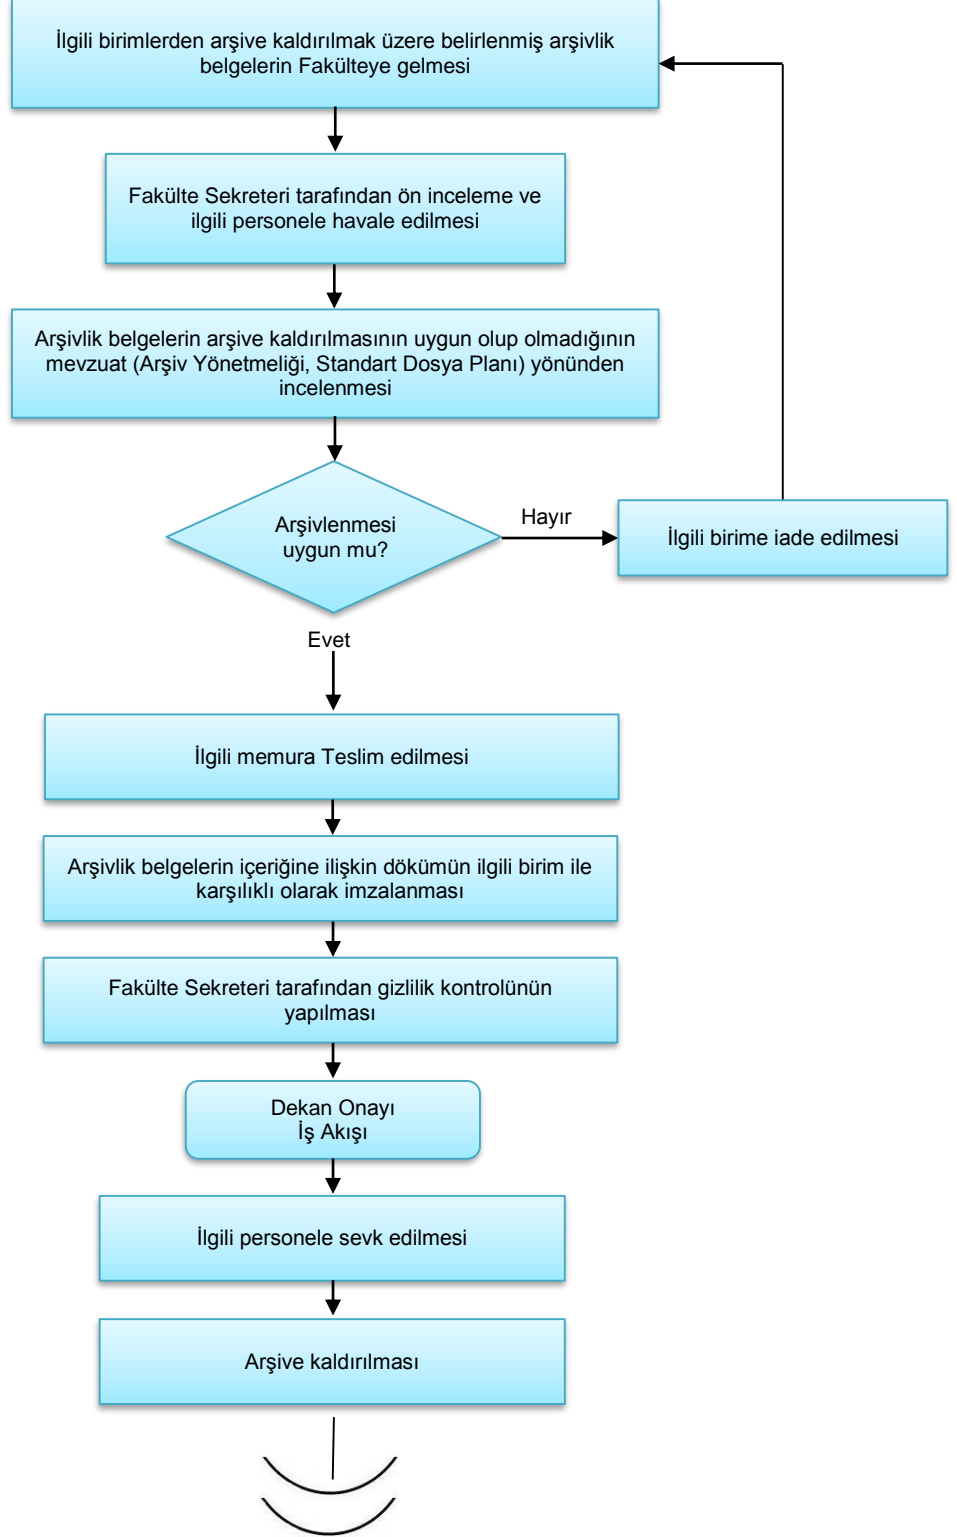 İlgili birimlerden arşive kaldırılmak üzere belirlenmiş arşivlik
belgelerin Fakülteye gelmesi
Fakülte Sekreteri tarafından ön inceleme ve
ilgili personele havale edilmesi
Arşivlik belgelerin arşive kaldırılmasının uygun olup olmadığının
mevzuat (Arşiv Yönetmeliği, Standart Dosya Planı) yönünden
incelenmesi
Arşivlenmesi
uygun mu?
Hayır
İlgili birime iade edilmesi
Evet
İlgili memura Teslim edilmesi
Arşivlik belgelerin içeriğine ilişkin dökümün ilgili birim ile
karşılıklı olarak imzalanması
Fakülte Sekreteri tarafından gizlilik kontrolünün
yapılması
Dekan Onayı
İş Akışı
İlgili personele sevk edilmesi
Arşive kaldırılması